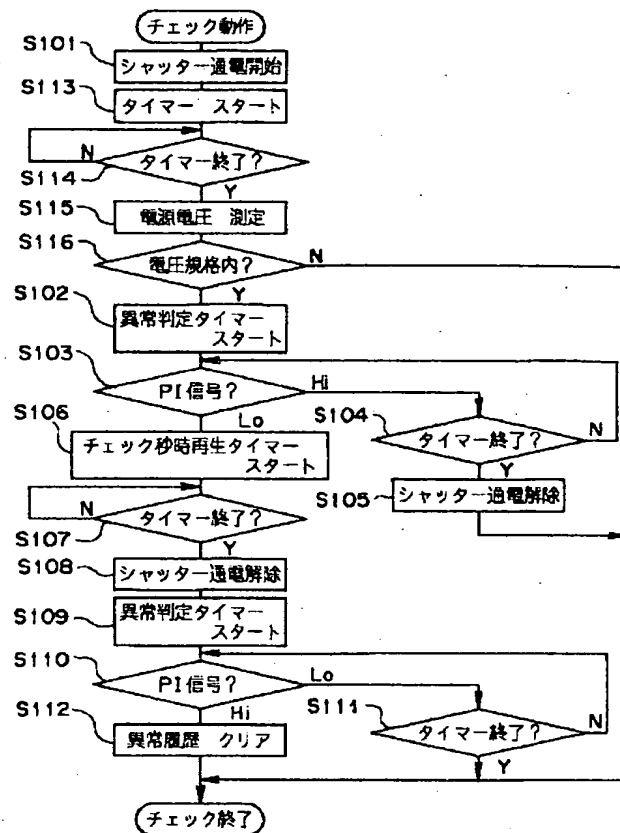 チェック動作
S101
シャッター通電開始
S113
タイマー スタート
N
タイマー終了?
S114
Y
S115
電源電圧 測定
S116
電圧規格内?
N
Y
S102
異常判定タイマー
スタート
S103
PI信号?
Hi
Lo
S104
タイマー終了?
N
Y
S105
シャッター通電解除
S106
チェック秒時再生タイマー
スタート
N
タイマー終了?
S107
Y
S108
シャッター通電解除
S109
異常判定タイマー
スタート
S110
PI信号?
Lo
Hi
S111
タイマー終了?
N
Y
S112
異常履歴 クリア
チェック終了